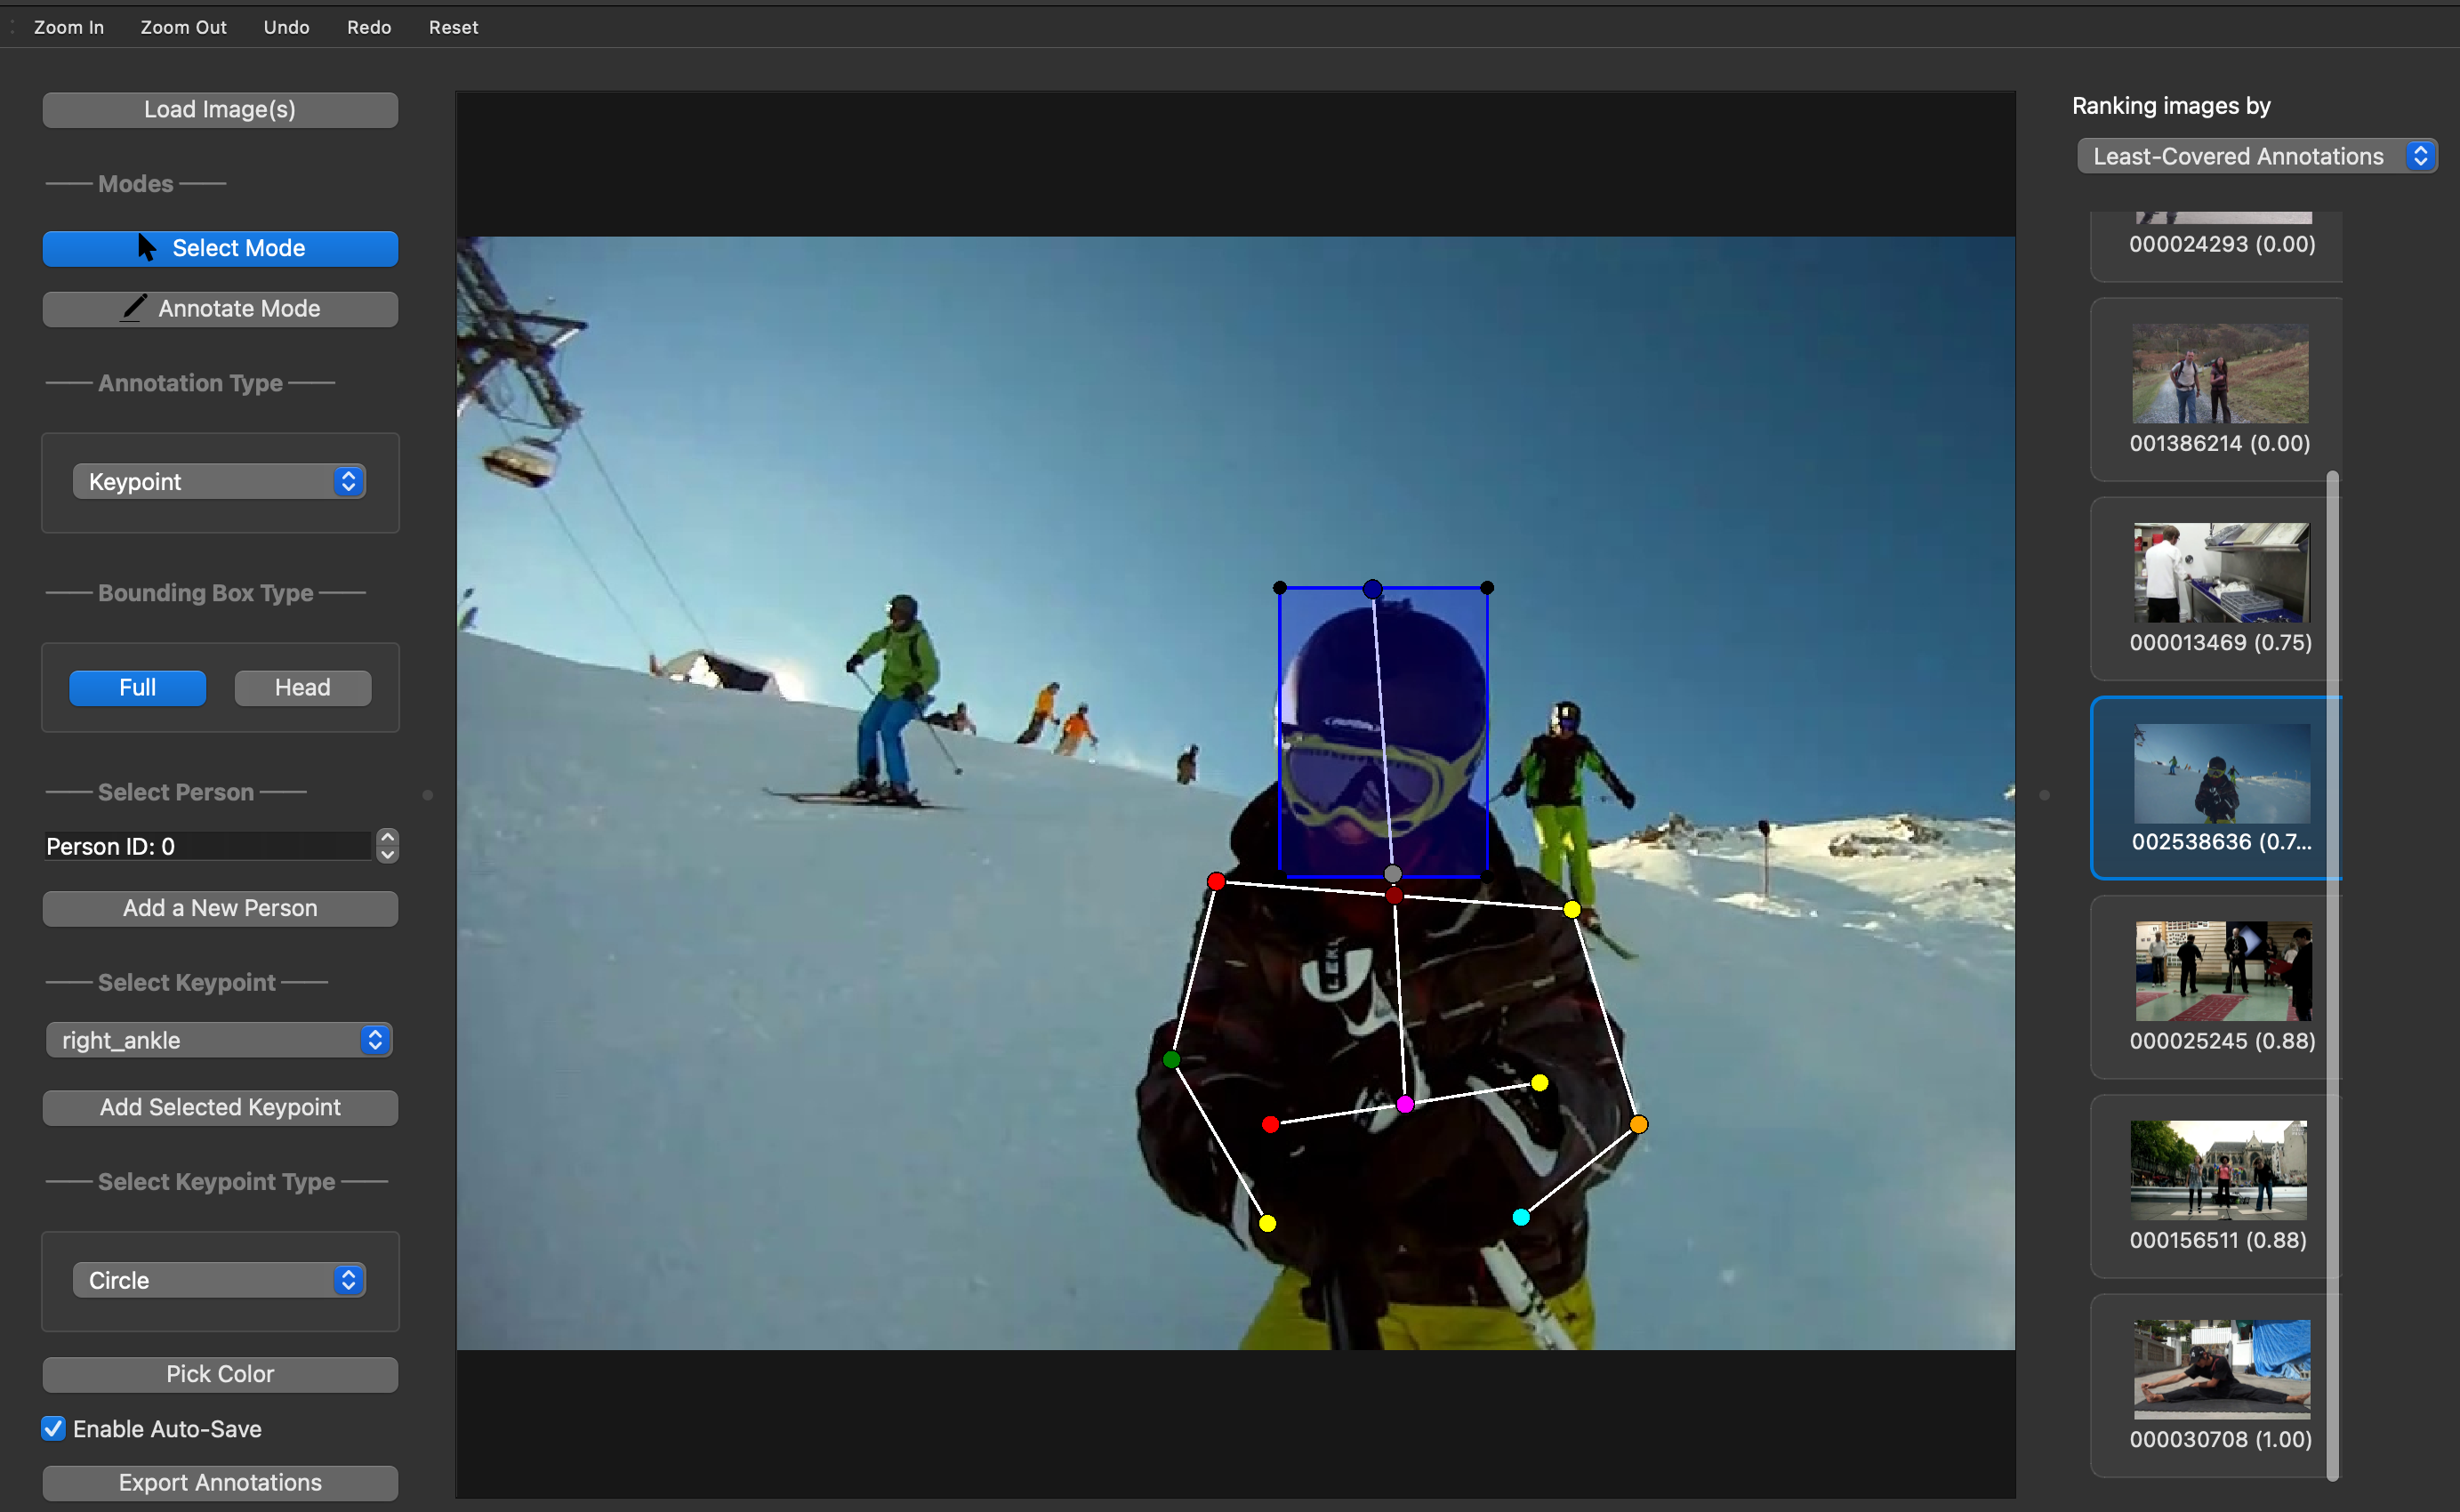 Zoom In Zoom Out Undo Redo Reset
Load Image(s)
Modes
Select Mode
Annotate Mode
Annotation Type
Keypoint
Bounding Box Type
Full Head
Select Person
Person ID: 0
Add a New Person
Select Keypoint
right_ankle
Add Selected Keypoint
Select Keypoint Type
Circle
Pick Color
Enable Auto-Save
Export Annotations
LEKI
Ranking images by
Least-Covered Annotations
000024293 (0.00)
001386214 (0.00)
000013469 (0.75)
002538636 (0.7...
000025245 (0.88)
000156511 (0.88)
000030708 (1.00)